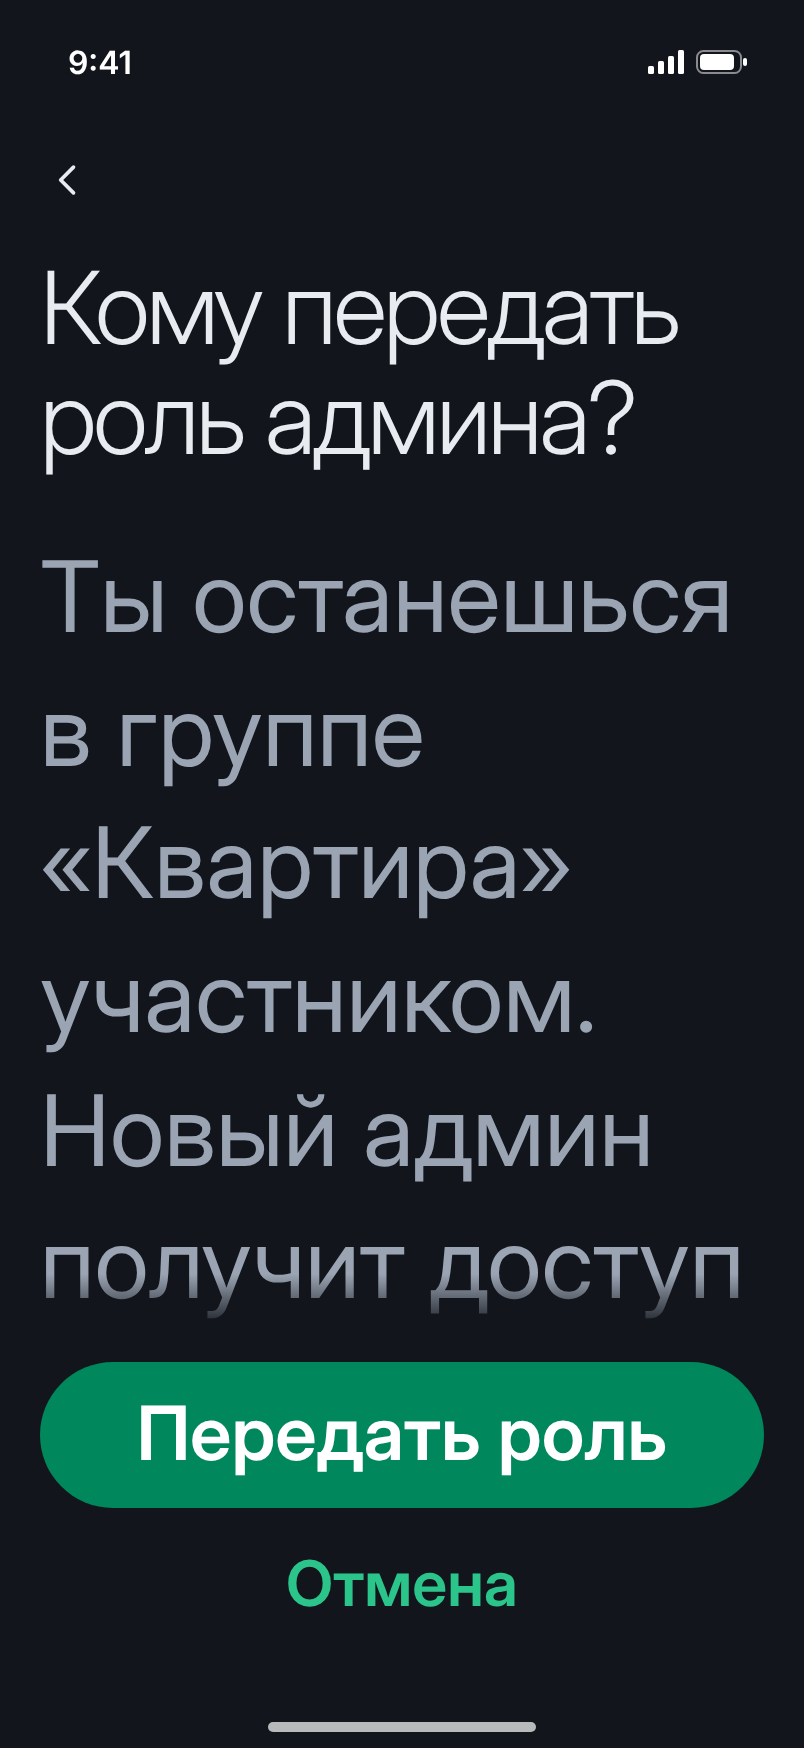 9:41
Кому передать
роль админа?
Ты останешься
в группе
«Квартира»
участником.
Новый админ
получит доступ
Передать роль
Отмена